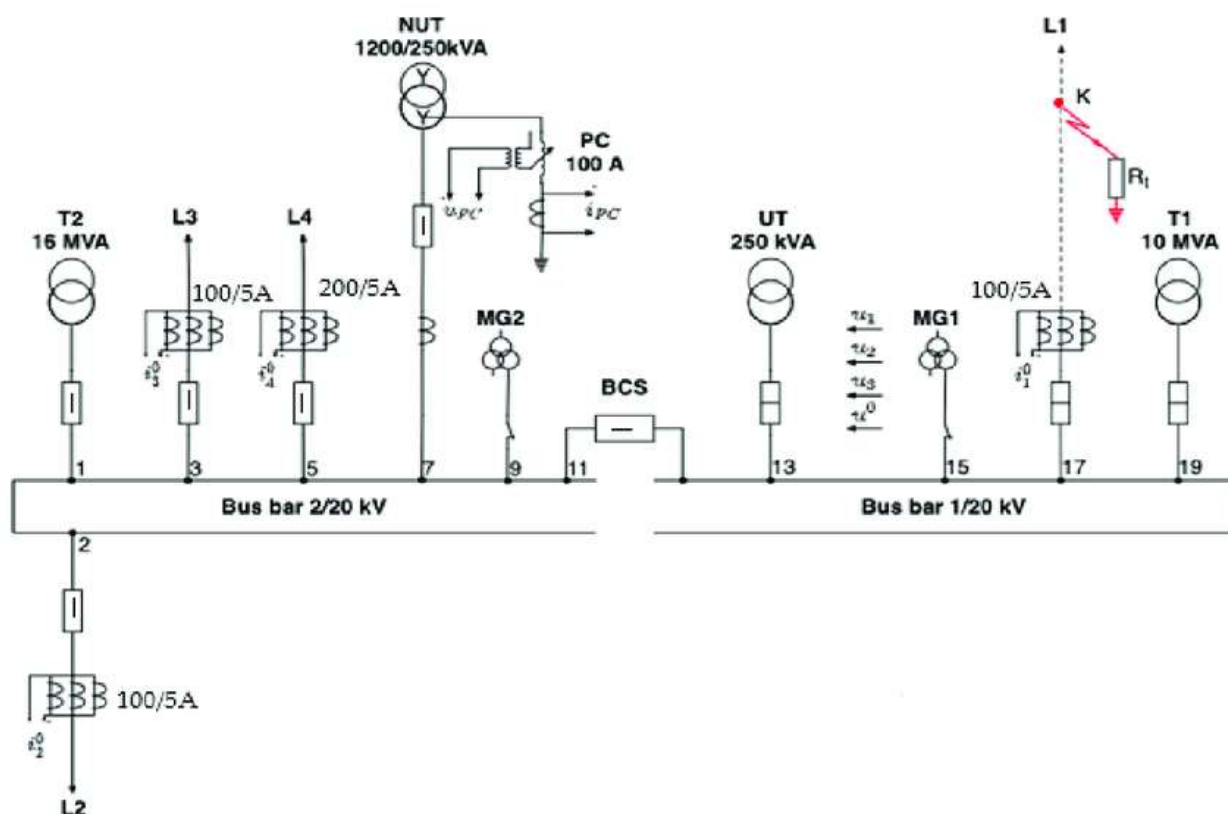 NUT
1200/250kVA
L1
K
PC
100 A
R_t
u_PC
i_PC
T2
16 MVA
L3
L4
UT
250 kVA
T1
10 MVA
100/5A
200/5A
100/5A
MG2
u_1
u_2
u_3
u^0
MG1
i_3^0
i_4^0
i_1^0
BCS
1
3
5
7
9
11
13
15
17
19
Bus bar 2/20 kV
Bus bar 1/20 kV
2
100/5A
i_2^0
L2